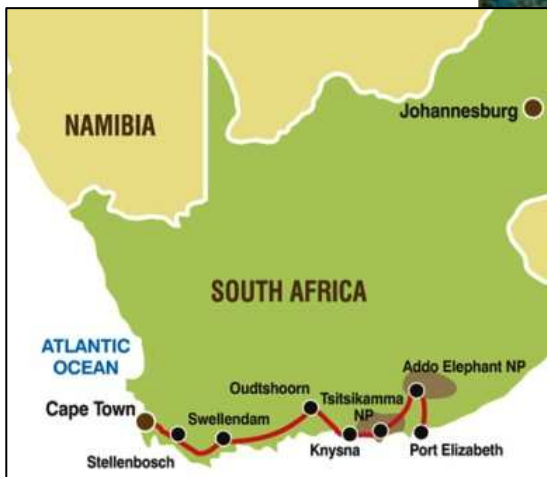 Johannesburg
NAMIBIA
SOUTH AFRICA
ATLANTIC
OCEAN
Addo Elephant NP
Oudtshoorn
Tsitsikamma
NP
Cape Town
Swellendam
Stellenbosch
Knysna
Port Elizabeth